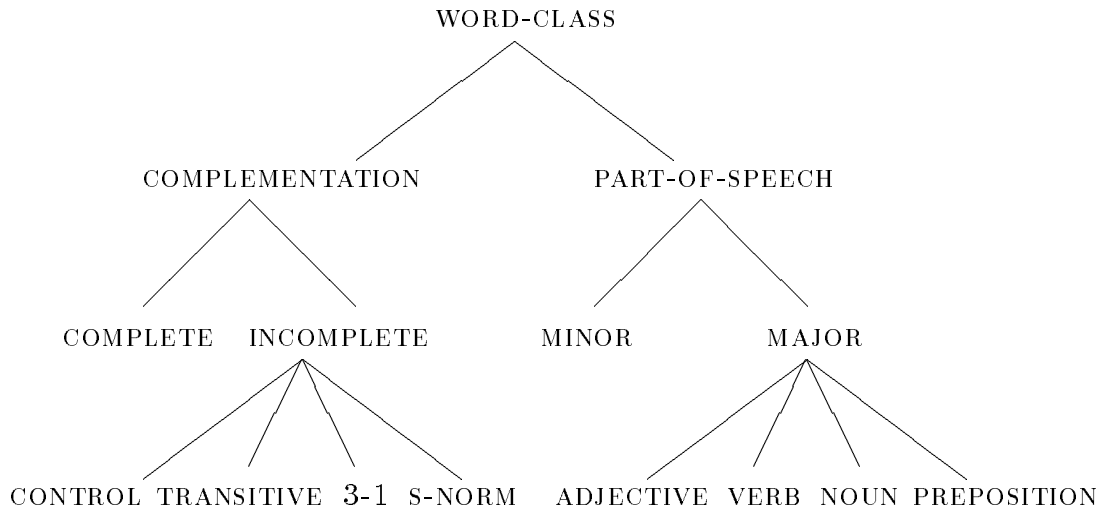 WORD-CLASS
COMPLEMENTATION PART-OF-SPEECH
COMPLETE INCOMPLETE MINOR MAJOR
CONTROL TRANSITIVE 3-1 S-NORM ADJECTIVE VERB NOUN PREPOSITION